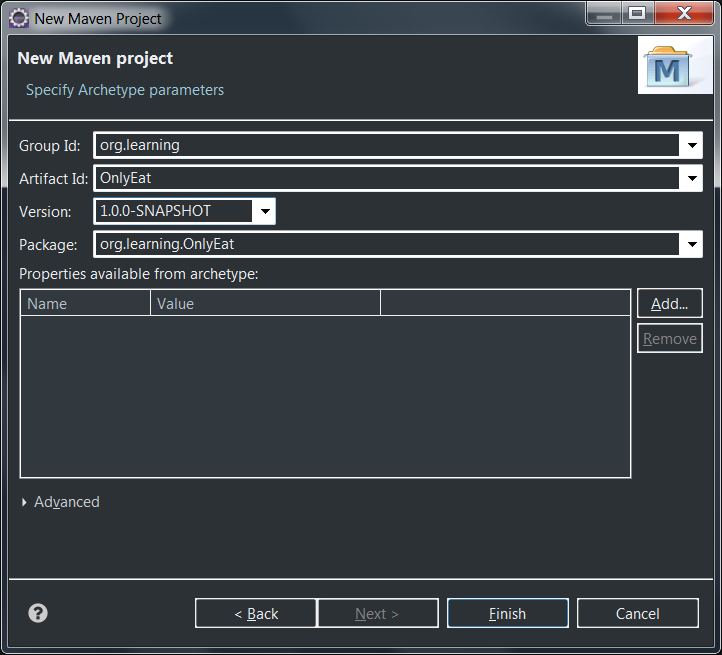 New Maven Project
New Maven project
Specify Archetype parameters
M
Group Id: org.learning
Artifact Id: OnlyEat
Version: 1.0.0-SNAPSHOT
Package: org.learning.OnlyEat
Properties available from archetype:
Name Value
Add...
Remove
Advanced
? < Back Next > Finish Cancel